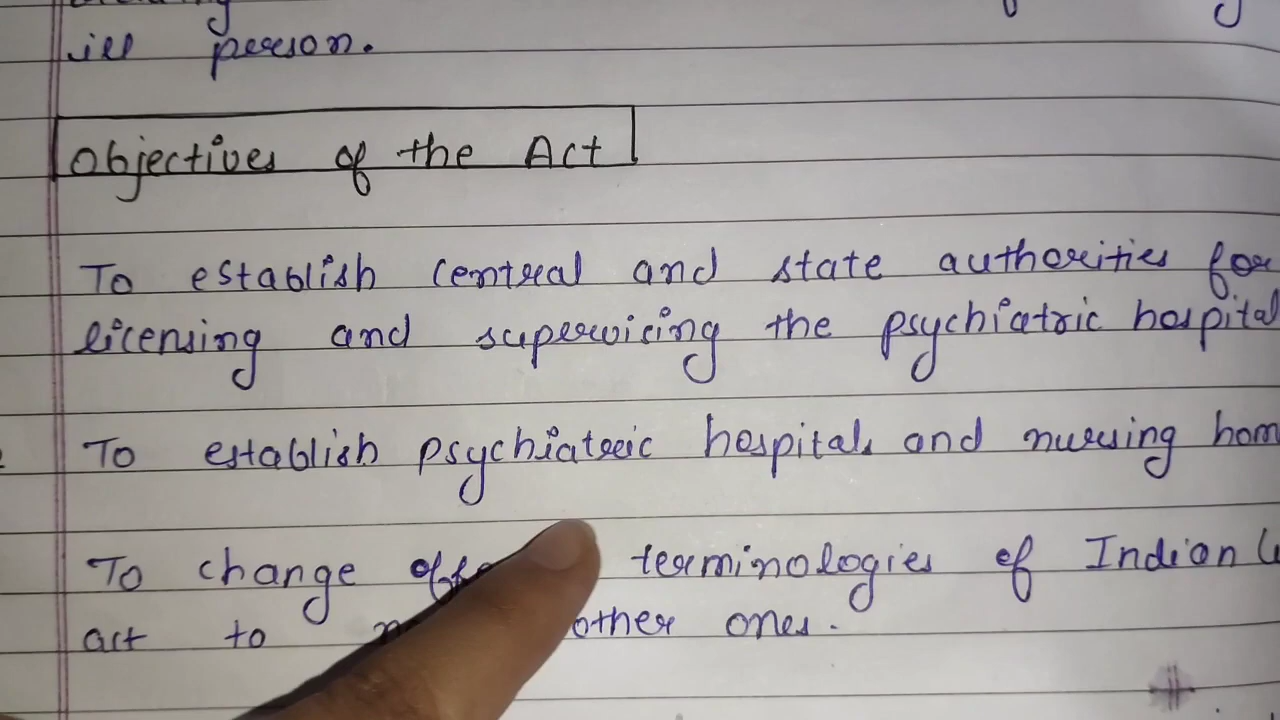 ill person.
Objectives of the Act
To establish central and state authorities for
licensing and supervising the psychiatric hospital
To establish psychiatric hospitals and nursing hom
To change terminologies of Indian
act to other ones.